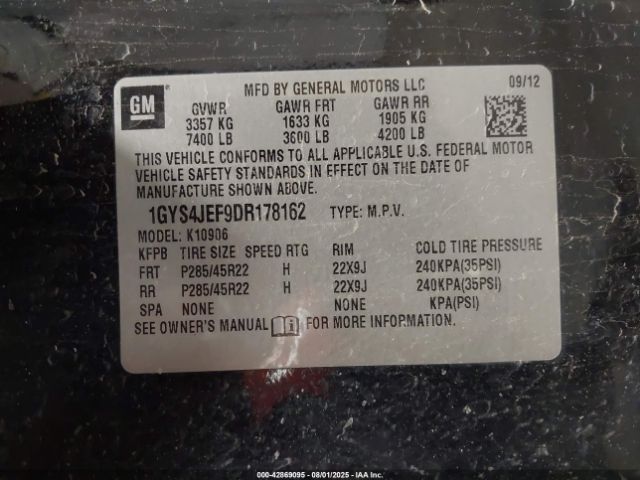 GM
MFD BY GENERAL MOTORS LLC 09/12
GVWR GAWR FRT GAWR RR
3357 KG 1633 KG 1905 KG
7400 LB 3600 LB 4200 LB
THIS VEHICLE CONFORMS TO ALL APPLICABLE U.S. FEDERAL MOTOR
VEHICLE SAFETY STANDARDS IN EFFECT ON THE DATE OF
MANUFACTURE SHOWN ABOVE.
1GYS4JEF9DR178162 TYPE: M.P.V.
MODEL: K10906
KFPB TIRE SIZE SPEED RTG RIM COLD TIRE PRESSURE
FRT P285/45R22 H 22X9J 240KPA(35PSI)
RR P285/45R22 H 22X9J 240KPA(35PSI)
SPA NONE NONE KPA(PSI)
SEE OWNER'S MANUAL FOR MORE INFORMATION.
000-42869095 - 08/01/2025 - IAA Inc.